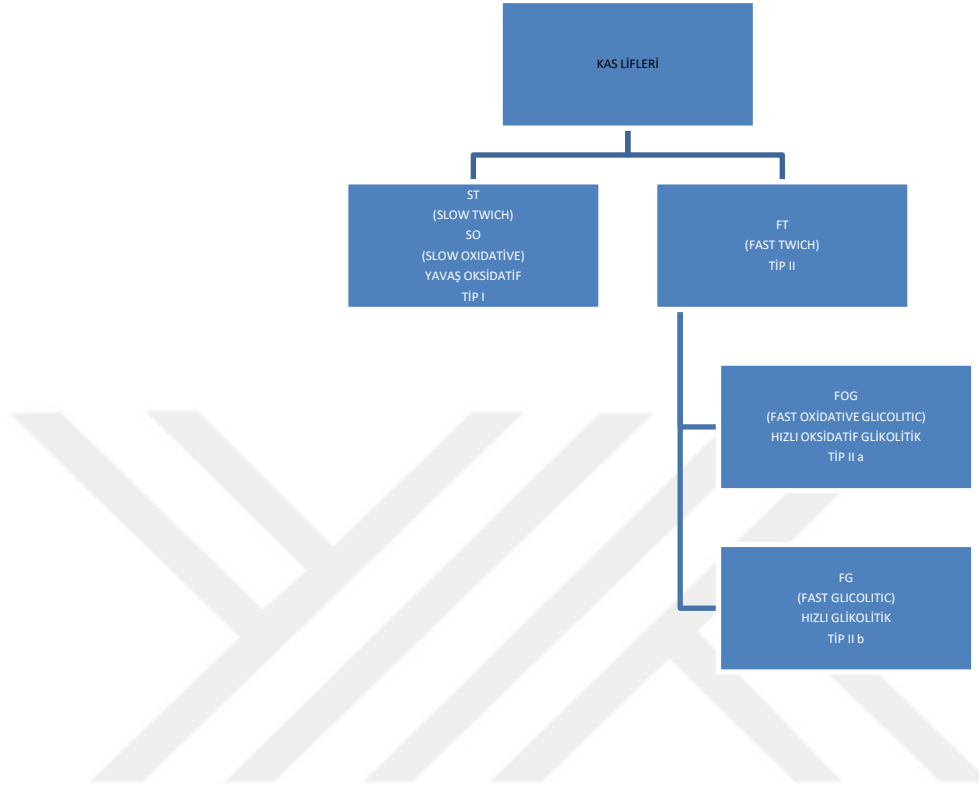 KAS LİFLERİ
ST
(SLOW TWICH)
SO
(SLOW OXIDATIVE)
YAVAŞ OKSİDATİF
TİP I
FT
(FAST TWICH)
TİP II
FOG
(FAST OXİDATIVE GLICOLITIC)
HIZLI OKSİDATİF GLİKOLİTİK
TİP II a
FG
(FAST GLICOLITIC)
HIZLI GLİKOLİTİK
TİP II b